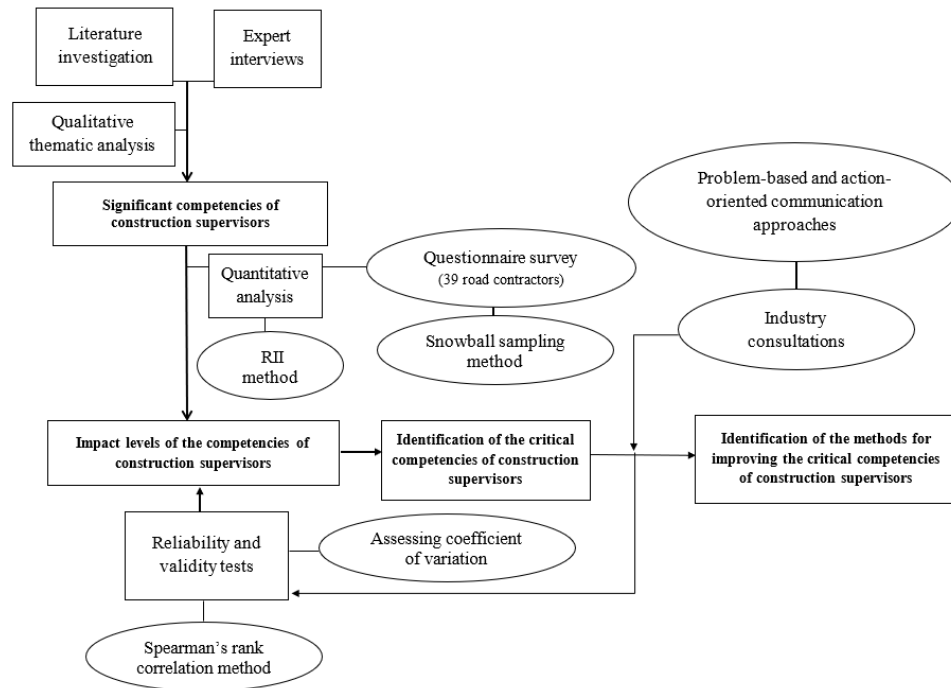 Literature
investigation
Expert
interviews
Qualitative
thematic analysis
Significant competencies of
construction supervisors
Problem-based and action-
oriented communication
approaches
Quantitative
analysis
Questionnaire survey
(39 road contractors)
Snowball sampling
method
Industry
consultations
RII
method
Impact levels of the competencies of
construction supervisors
Identification of the critical
competencies of construction
supervisors
Identification of the methods for
improving the critical competencies
of construction supervisors
Reliability and
validity tests
Assessing coefficient
of variation
Spearman’s rank
correlation method